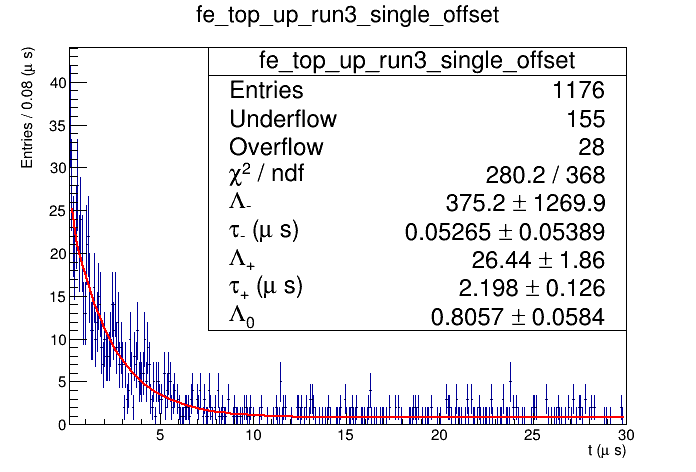 fe_top_up_run3_single_offset
Entries / 0.08 (μ s)
fe_top_up_run3_single_offset
Entries 1176
Underflow 155
Overflow 28
χ² / ndf 280.2 / 368
Λ₋ 375.2 ± 1269.9
τ₋ (μ s) 0.05265 ± 0.05389
Λ₊ 26.44 ± 1.86
τ₊ (μ s) 2.198 ± 0.126
Λ₀ 0.8057 ± 0.0584
40
35
30
25
20
15
10
5
0
5 10 15 20 25 30
t (μ s)